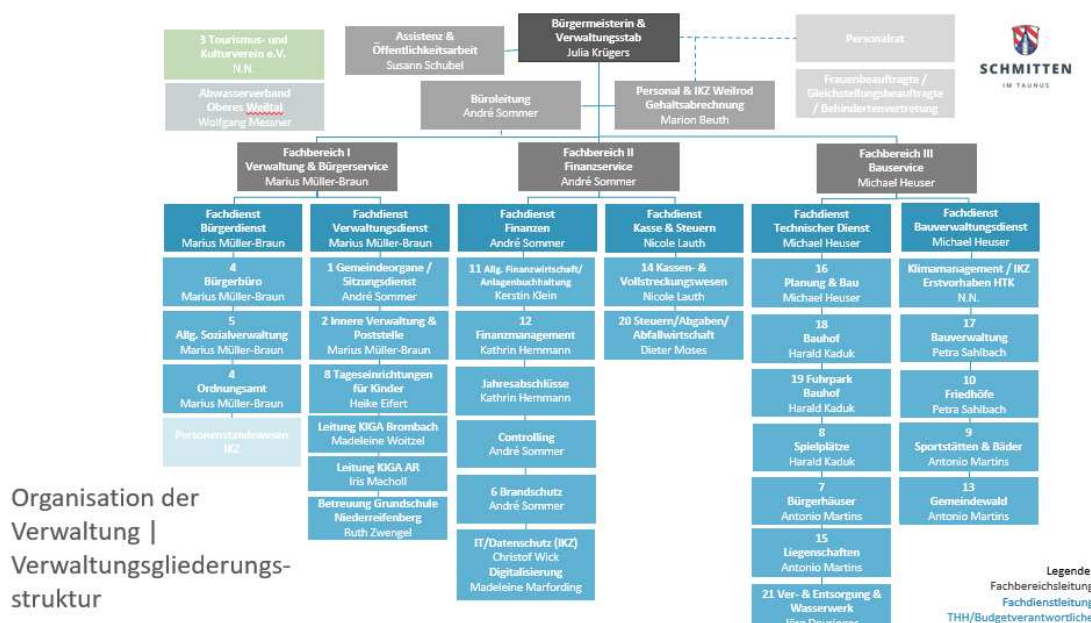 3 Tourismus- und
Kulturverein e.V.
N.N.
Abwasserverband
Oberes Weiltal
Wolfgang Messner
Assistenz &
Öffentlichkeitsarbeit
Susann Schubel
Bürgermeisterin &
Verwaltungsstab
Julia Krügers
Personalrat
Frauenbeauftragte /
Gleichstellungsbeauftragte
/ Behindertenvertretung
SCHMITTEN
IM TAUNUS
Büroleitung
André Sommer
Personal & IKZ Weilrod
Gehaltsabrechnung
Marion Beuth
Fachbereich I
Verwaltung & Bürgerservice
Marius Müller-Braun
Fachbereich II
Finanzservice
André Sommer
Fachbereich III
Bauservice
Michael Heuser
Fachdienst
Bürgerdienst
Marius Müller-Braun
4
Bürgerbüro
Marius Müller-Braun
5
Allg. Sozialverwaltung
Marius Müller-Braun
4
Ordnungsamt
Marius Müller-Braun
Personenstandswesen
IKZ
Fachdienst
Verwaltungsdienst
Marius Müller-Braun
1 Gemeindeorgane /
Sitzungsdienst
André Sommer
2 Innere Verwaltung &
Poststelle
Marius Müller-Braun
8 Tageseinrichtungen
für Kinder
Heike Eifert
Leitung KIGA Brombach
Madeleine Woitzel
Leitung KIGA AR
Iris Macholl
Betreuung Grundschule
Niederreifenberg
Ruth Zwengel
Fachdienst
Finanzen
André Sommer
11 Allg. Finanzwirtschaft/
Anlagenbuchhaltung
Kerstin Klein
12
Finanzmanagement
Kathrin Hemmann
Jahresabschlüsse
Kathrin Hemmann
Controlling
André Sommer
6 Brandschutz
André Sommer
IT/Datenschutz (IKZ)
Christof Wick
Digitalisierung
Madeleine Marfording
Fachdienst
Kasse & Steuern
Nicole Lauth
14 Kassen- &
Vollstreckungswesen
Nicole Lauth
20 Steuern/Abgaben/
Abfallwirtschaft
Dieter Moses
Fachdienst
Technischer Dienst
Michael Heuser
16
Planung & Bau
Michael Heuser
18
Bauhof
Harald Kaduk
19 Fuhrpark
Bauhof
Harald Kaduk
8
Spielplätze
Harald Kaduk
7
Bürgerhäuser
Antonio Martins
15
Liegenschaften
Antonio Martins
21 Ver- & Entsorgung &
Wasserwerk
Fachdienst
Bauverwaltungsdienst
Michael Heuser
Klimamanagement / IKZ
Erstvorhaben HTK
N.N.
17
Bauverwaltung
Petra Sahlbach
10
Friedhöfe
Petra Sahlbach
9
Sportstätten & Bäder
Antonio Martins
13
Gemeindewald
Antonio Martins
Organisation der
Verwaltung |
Verwaltungsgliederungs-
struktur
Legende
Fachbereichsleitung
Fachdienstleitung
THH/Budgetverantwortliche